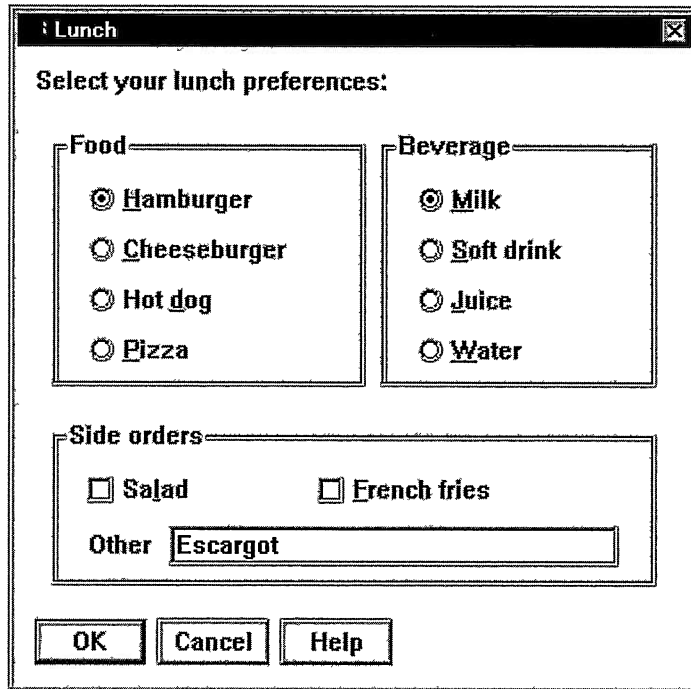 Lunch
Select your lunch preferences:
Food
Hamburger
Cheeseburger
Hot dog
Pizza
Beverage
Milk
Soft drink
Juice
Water
Side orders
Salad French fries
Other Escargot
OK Cancel Help